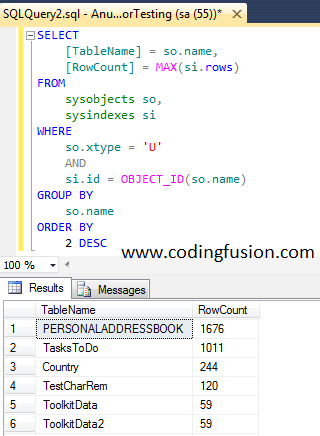 SQLQuery2.sql - Anu...orTesting (sa (55))*
SELECT
[TableName] = so.name,
[RowCount] = MAX(si.rows)
FROM
sysobjects so,
sysindexes si
WHERE
so.xtype = 'U'
AND
si.id = OBJECT_ID(so.name)
GROUP BY
so.name
ORDER BY
2 DESC
www.codingfusion.com
100 %
Results Messages
TableName RowCount
1 PERSONALADDRESSBOOK 1676
2 TasksToDo 1011
3 Country 244
4 TestCharRem 120
5 ToolkitData 59
6 ToolkitData2 59